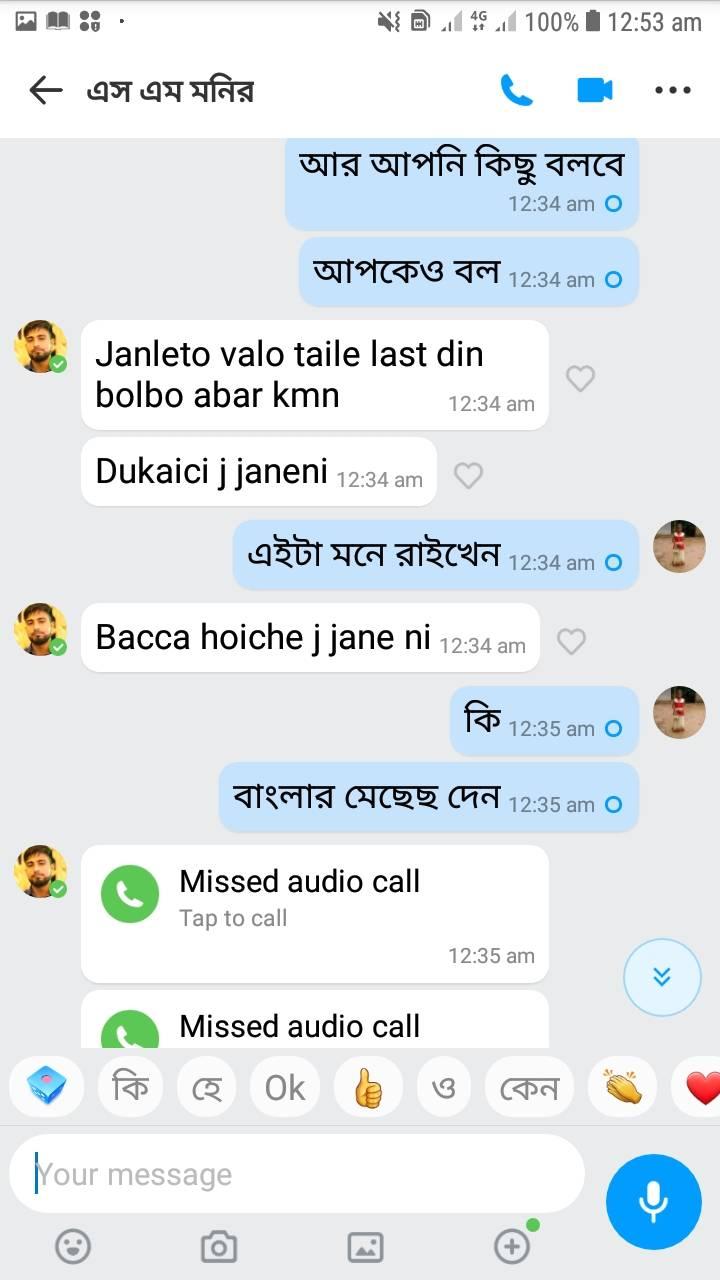 4G 100% 12:53 am
এস এম মনির
আর আপনি কিছু বলবে
12:34 am
আপকেও বল 12:34 am
Janleto valo taile last din
bolbo abar kmn 12:34 am
Dukaici j janeni 12:34 am
এইটা মনে রাইখেন 12:34 am
Bacca hoiche j jane ni 12:34 am
কি 12:35 am
বাংলার মেছেছ দেন 12:35 am
Missed audio call
Tap to call
12:35 am
Missed audio call
কি হে Ok ও কেন
Your message